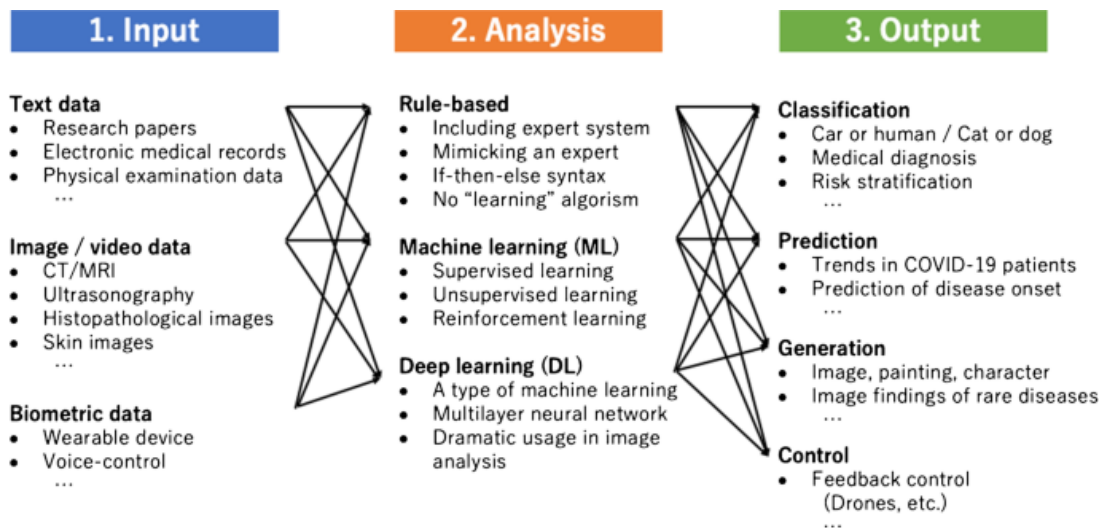 1. Input
2. Analysis
3. Output
Text data
• Research papers
• Electronic medical records
• Physical examination data
…
Image / video data
• CT/MRI
• Ultrasonography
• Histopathological images
• Skin images
…
Biometric data
• Wearable device
• Voice-control
…
Rule-based
• Including expert system
• Mimicking an expert
• If-then-else syntax
• No “learning” algorism
Machine learning (ML)
• Supervised learning
• Unsupervised learning
• Reinforcement learning
Deep learning (DL)
• A type of machine learning
• Multilayer neural network
• Dramatic usage in image
analysis
Classification
• Car or human / Cat or dog
• Medical diagnosis
• Risk stratification
…
Prediction
• Trends in COVID-19 patients
• Prediction of disease onset
…
Generation
• Image, painting, character
• Image findings of rare diseases
…
Control
• Feedback control
(Drones, etc.)
…